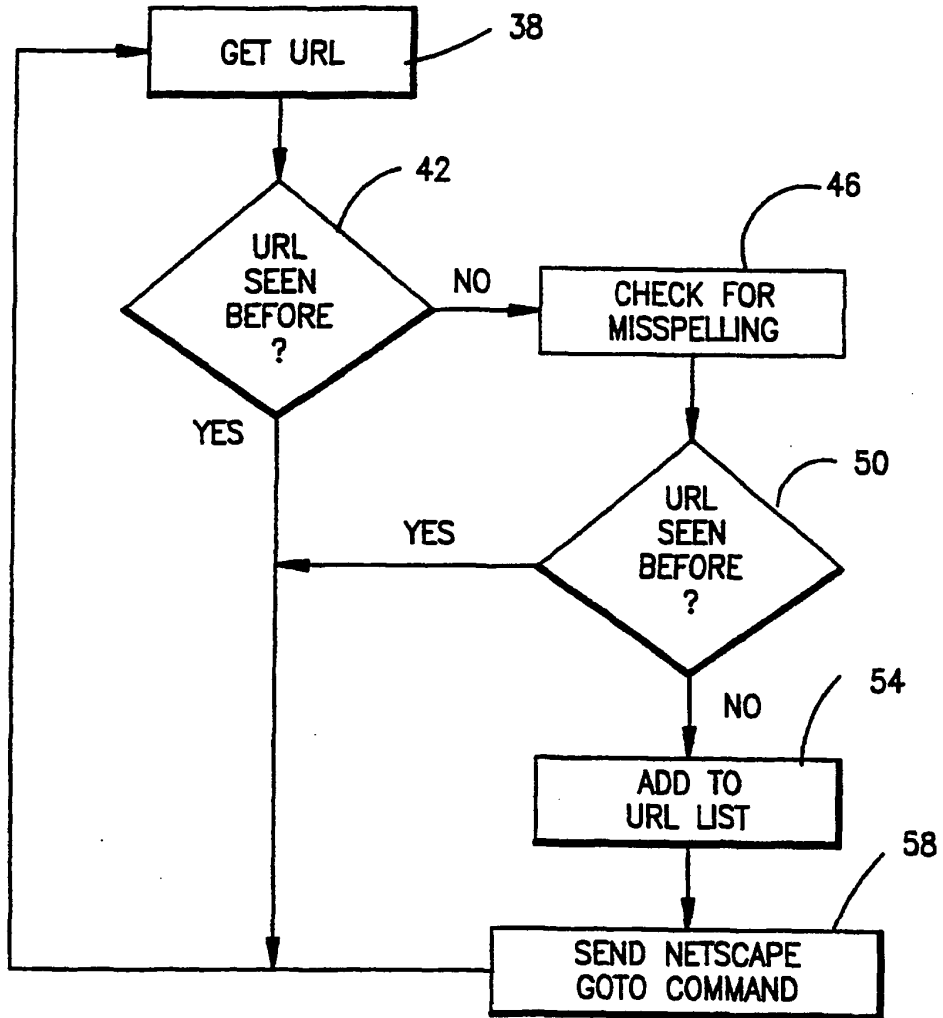 GET URL
38
URL
SEEN
BEFORE
?
42
NO
YES
CHECK FOR
MISSPELLING
46
URL
SEEN
BEFORE
?
50
YES
NO
ADD TO
URL LIST
54
SEND NETSCAPE
GOTO COMMAND
58